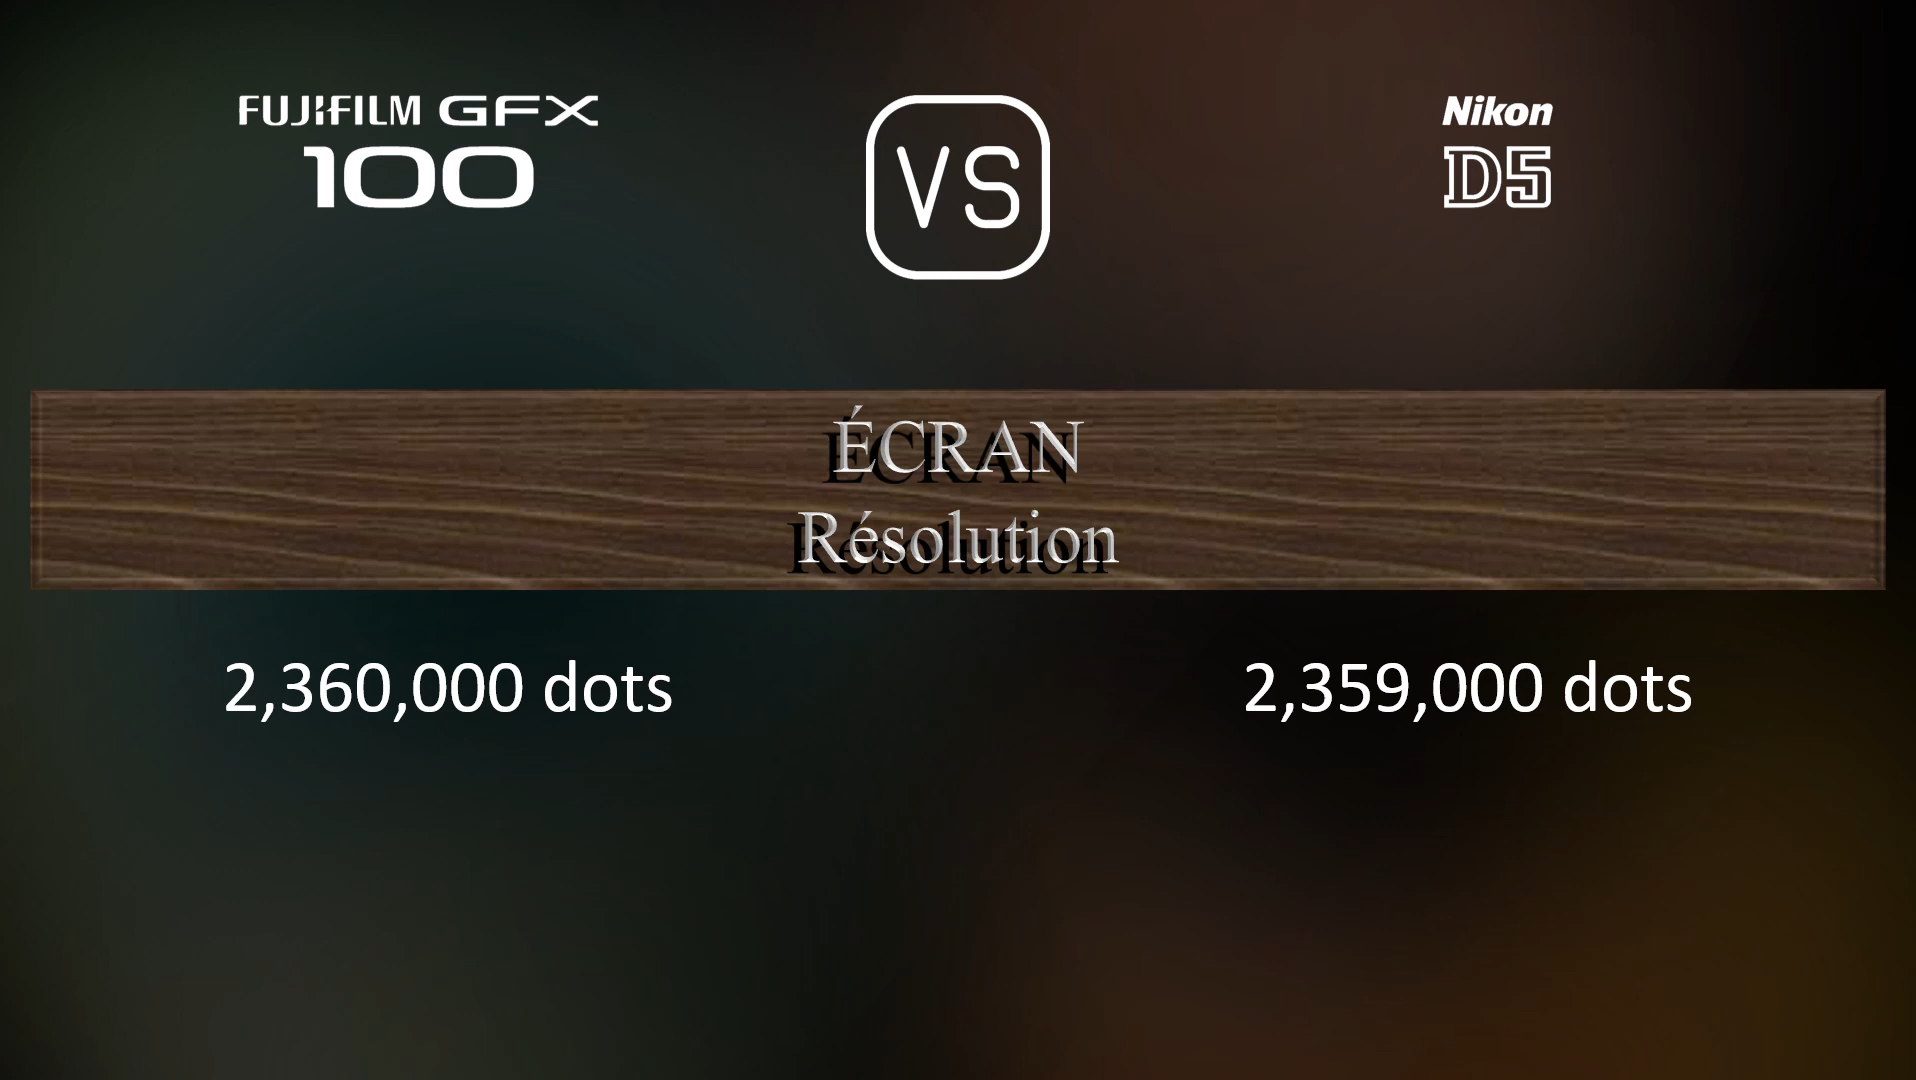 FUJIFILM GFX
100
VS
Nikon
D5
ÉCRAN
Résolution
2,360,000 dots
2,359,000 dots